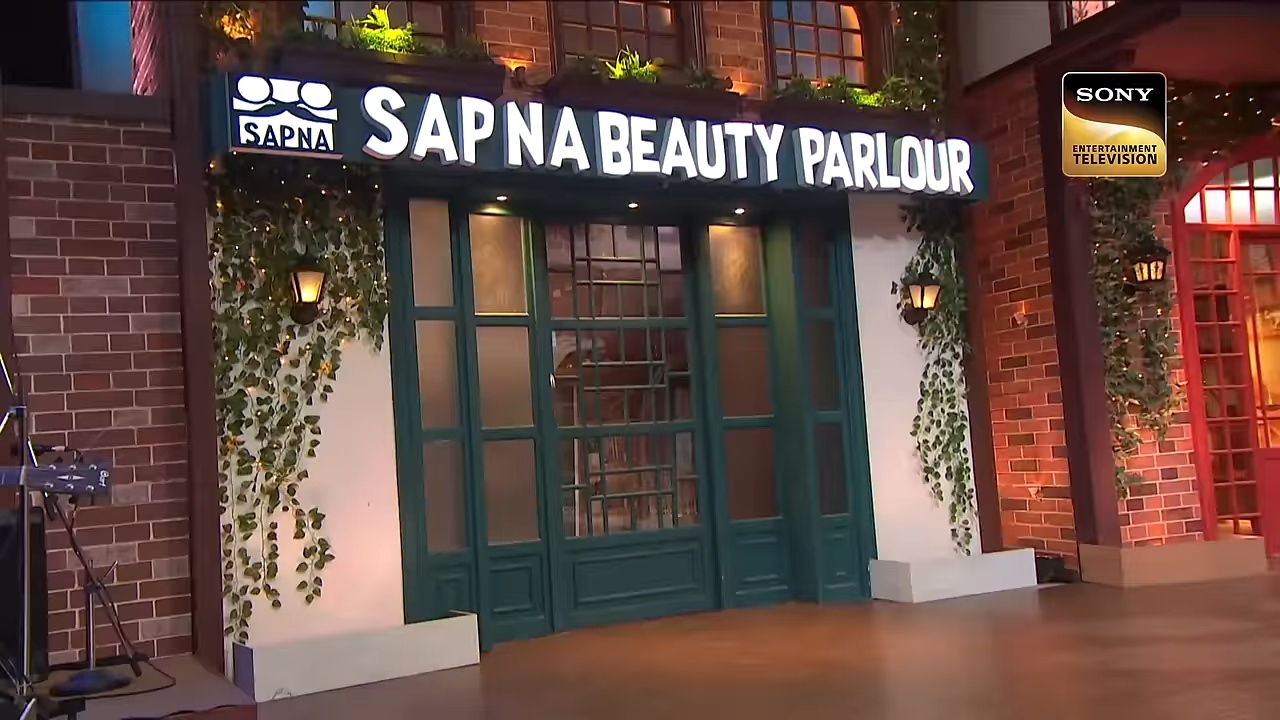 SAPNA
SAPNA BEAUTY PARLOUR
SONY
ENTERTAINMENT
TELEVISION